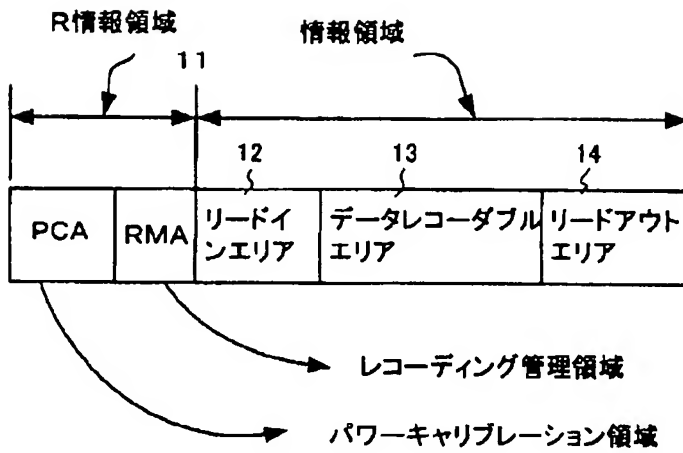 R情報領域
情報領域
11
12
13
14
PCA
RMA
リードイ
ンエリア
データレコーダブル
エリア
リードアウト
エリア
レコーディング管理領域
パワーキャリブレーション領域